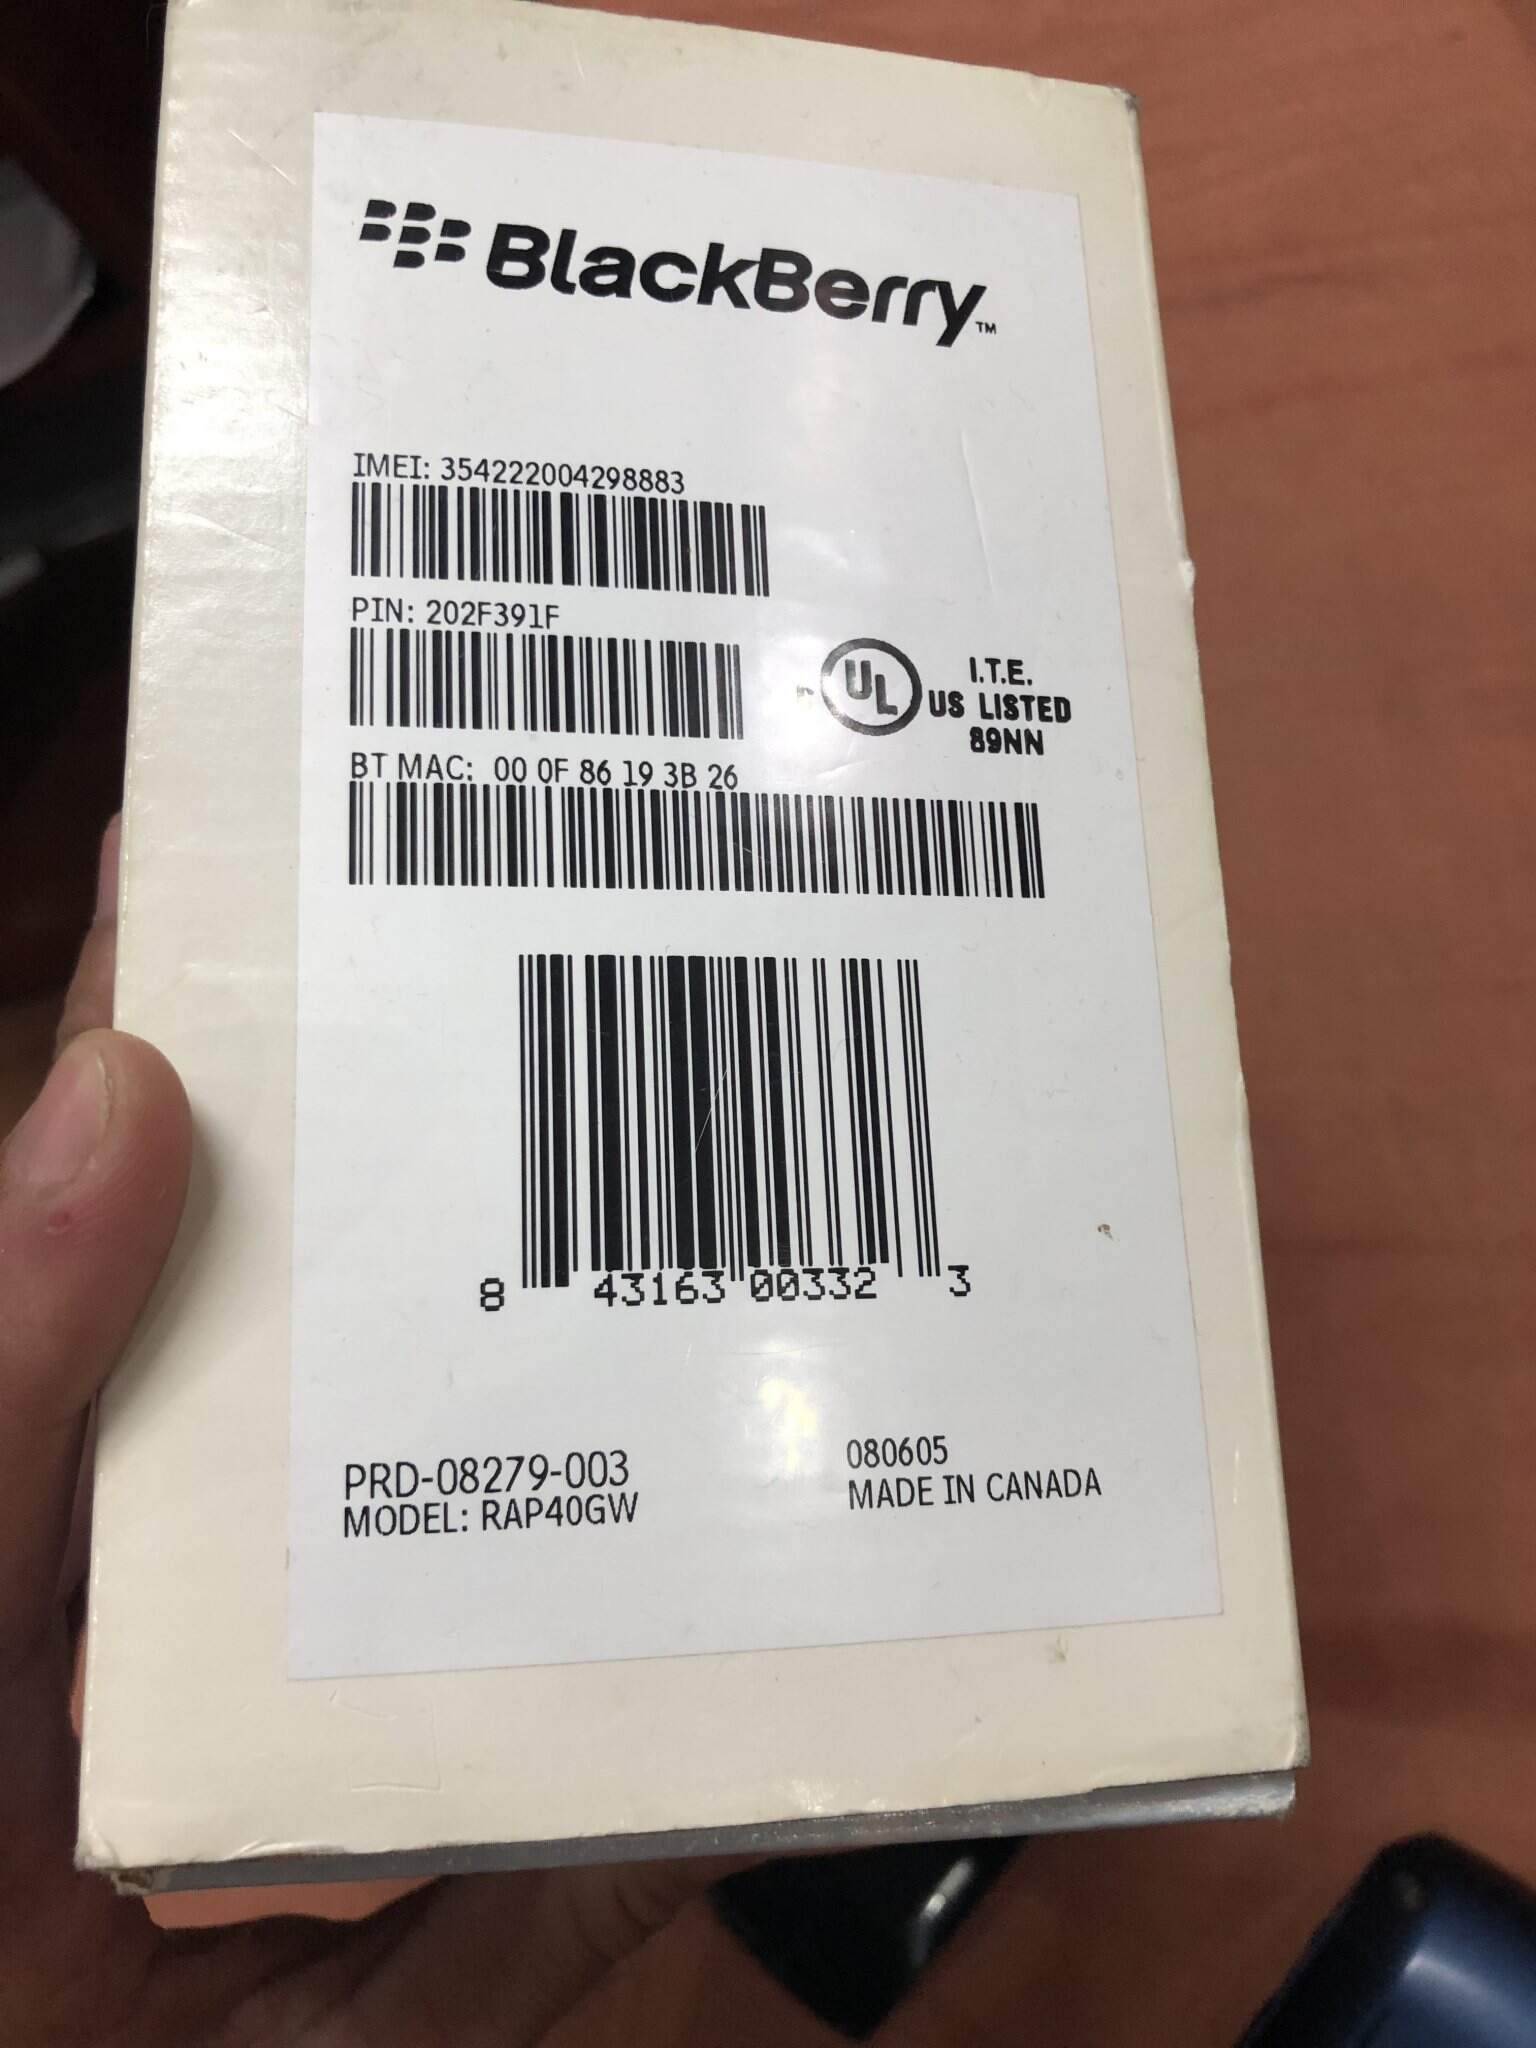 BlackBerry™
IMEI: 354222004298883
PIN: 202F391F
UL
I.T.E.
US LISTED
89NN
BT MAC: 00 0F 86 19 3B 26
8 43163 00332 3
PRD-08279-003
MODEL: RAP40GW
080605
MADE IN CANADA